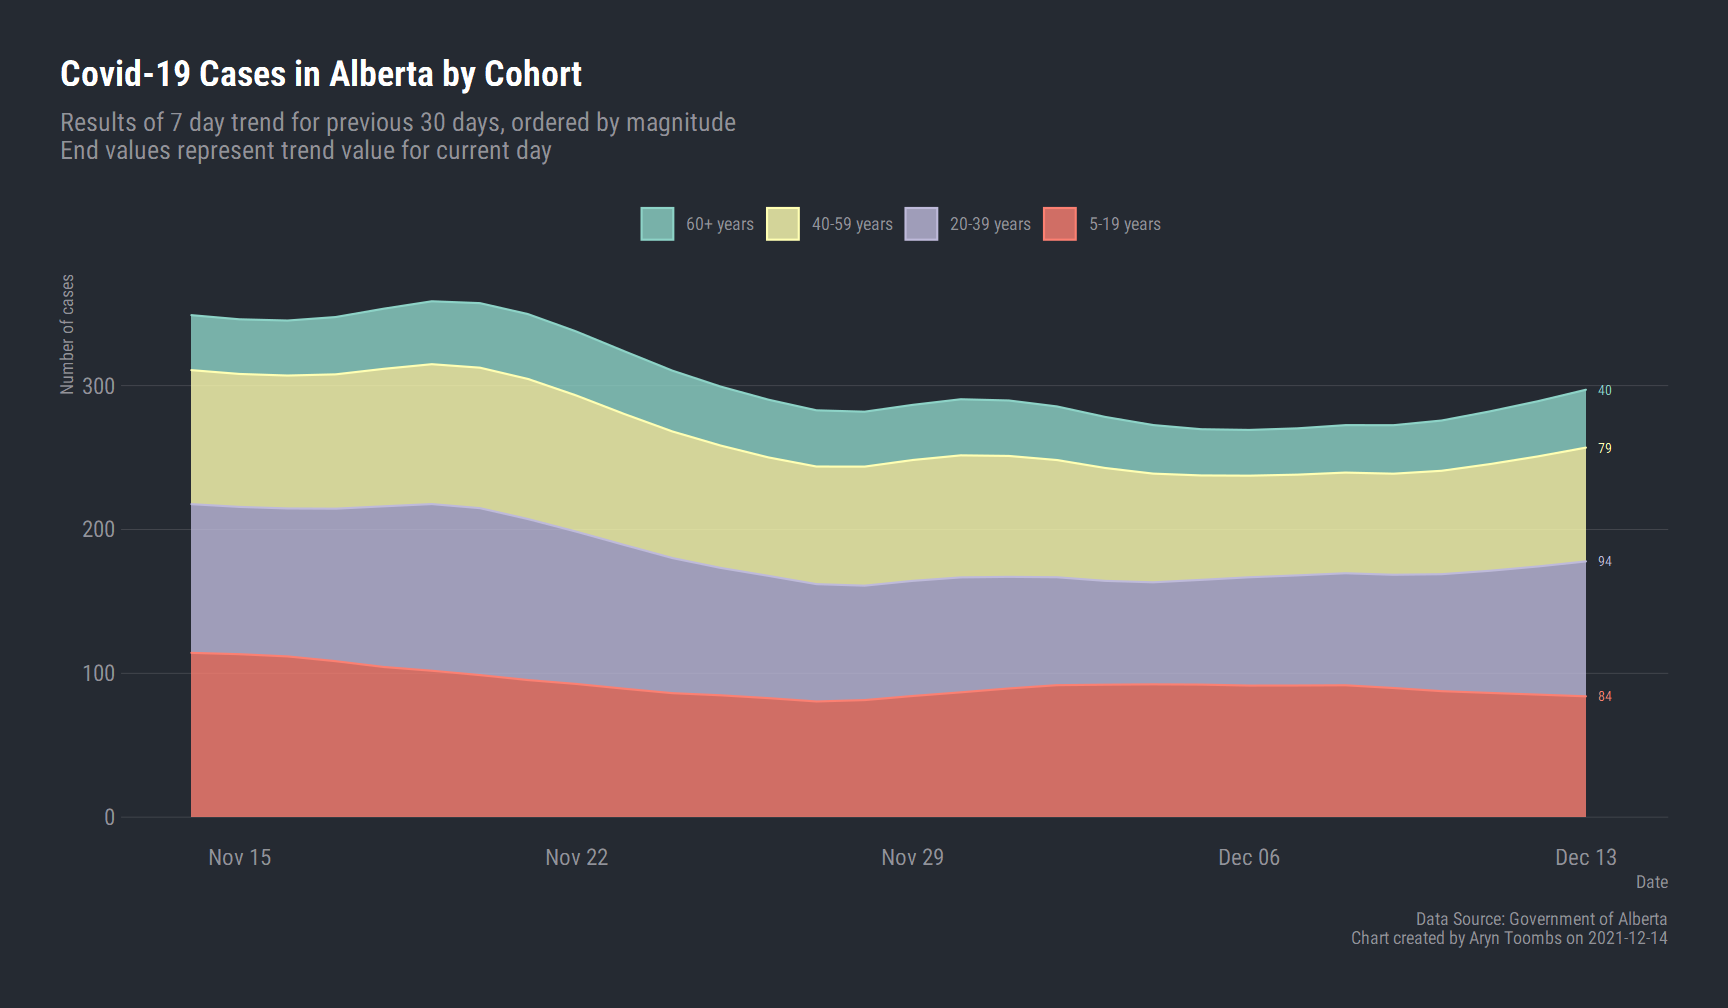 Covid-19 Cases in Alberta by Cohort
Results of 7 day trend for previous 30 days, ordered by magnitude
End values represent trend value for current day
60+ years
40-59 years
20-39 years
5-19 years
Number of cases
300
200
100
0
40
79
94
84
Nov 15
Nov 22
Nov 29
Dec 06
Dec 13
Date
Data Source: Government of Alberta
Chart created by Aryn Toombs on 2021-12-14